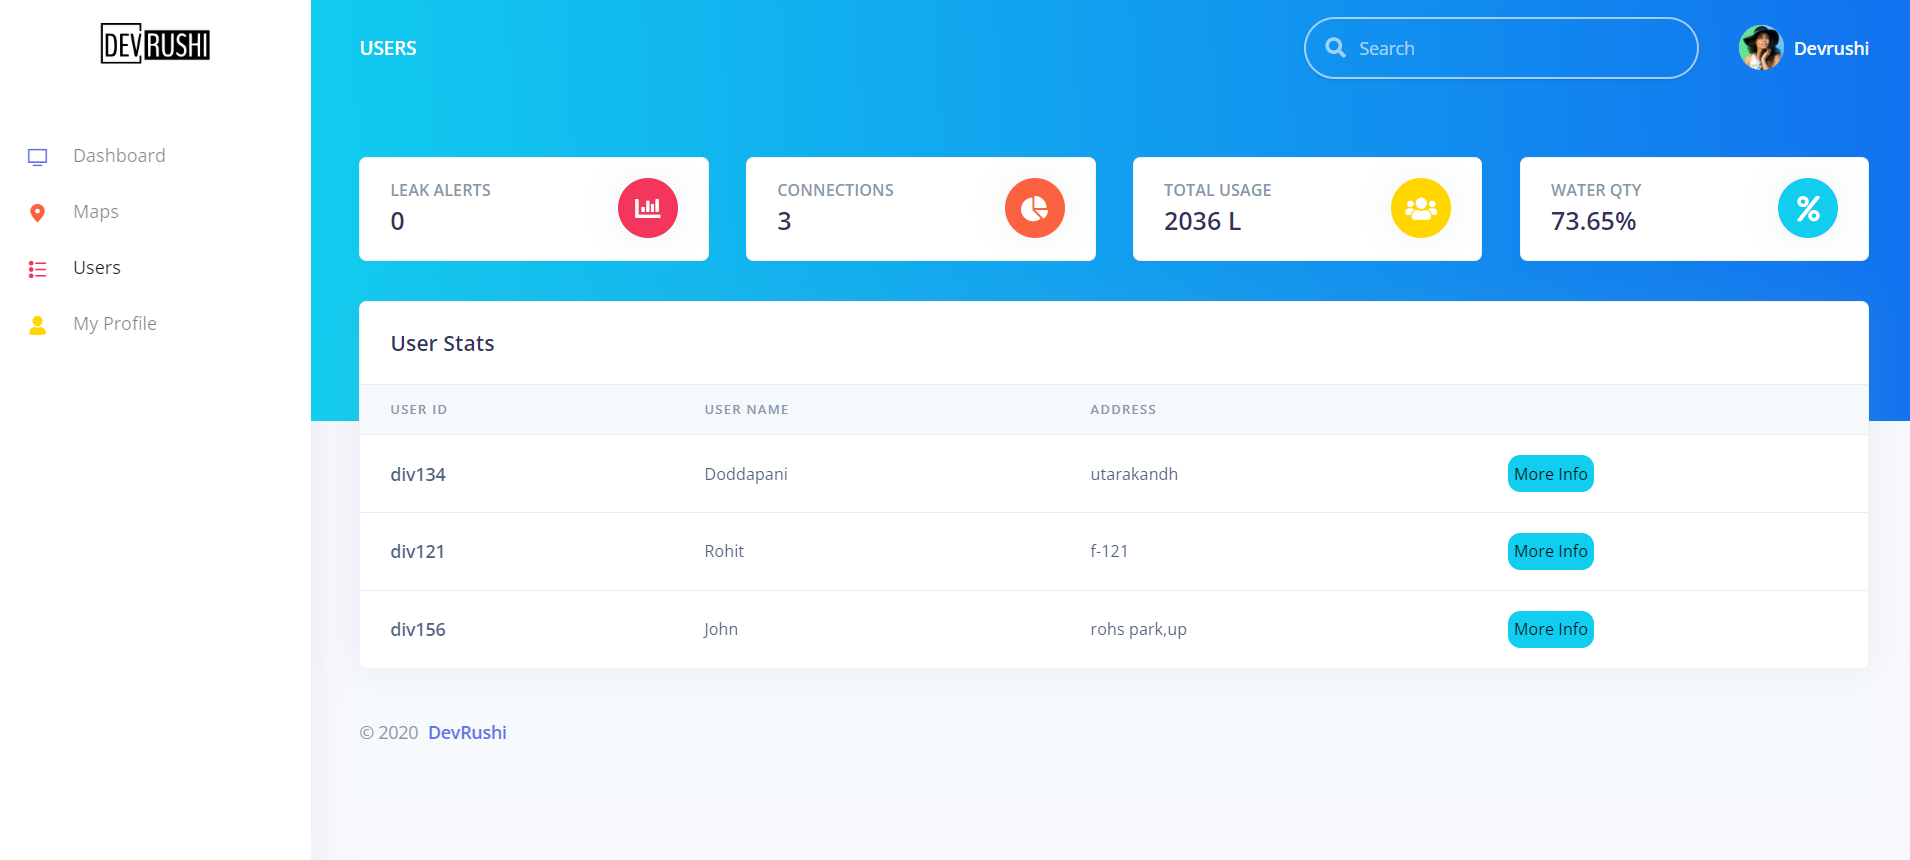 DEVRUSHI
Dashboard
Maps
Users
My Profile
USERS
Search
Devrushi
LEAK ALERTS
0
CONNECTIONS
3
TOTAL USAGE
2036 L
WATER QTY
73.65%
User Stats
USER ID USER NAME ADDRESS
div134 Doddapani utarakandh More Info
div121 Rohit f-121 More Info
div156 John rohs park,up More Info
© 2020 DevRushi